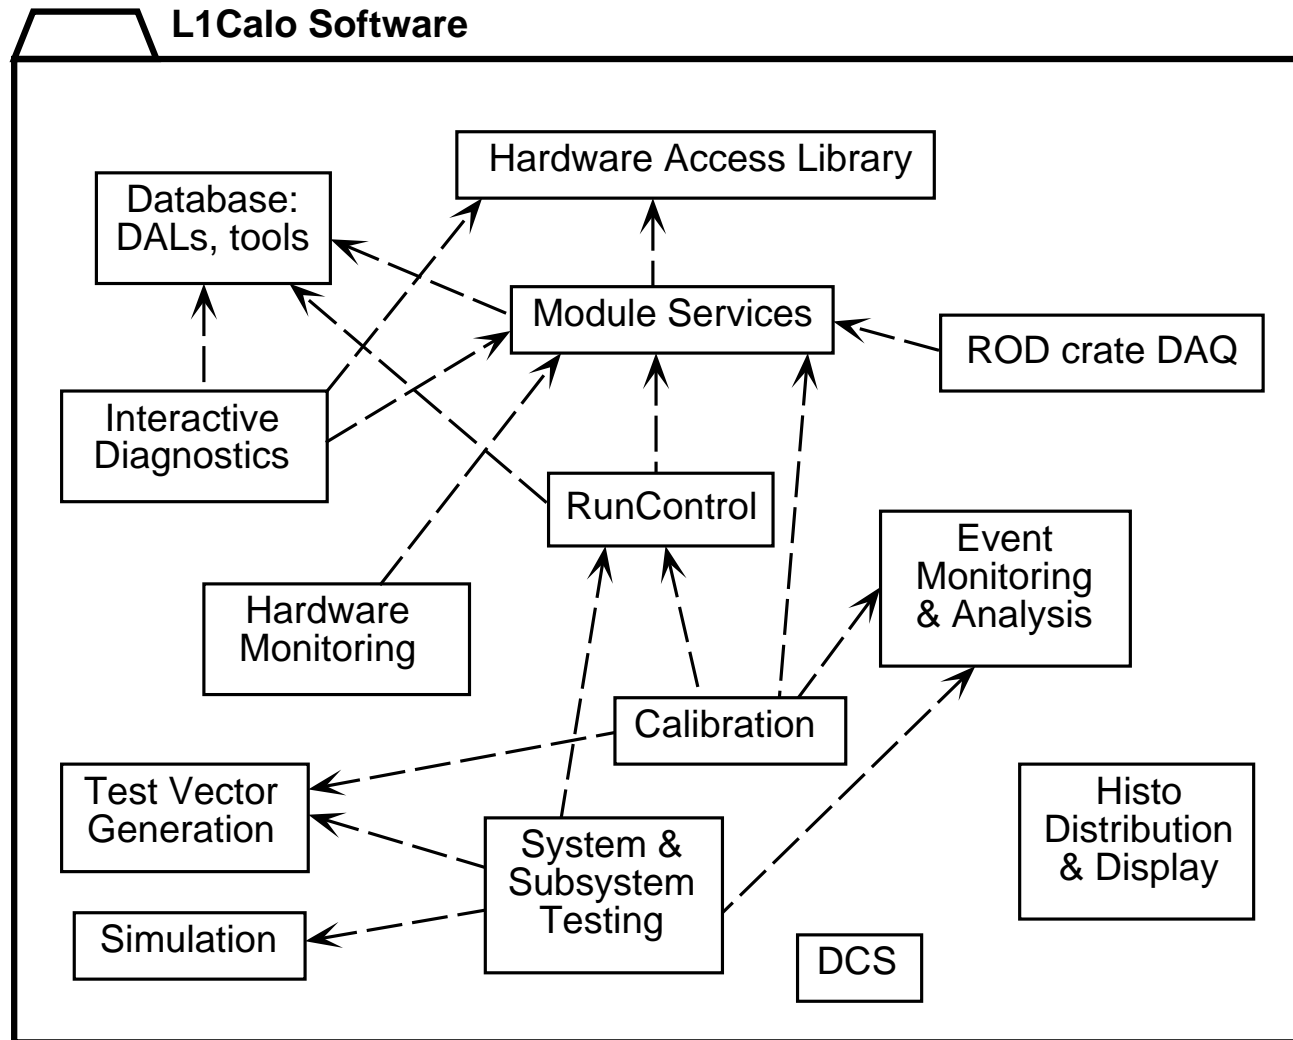 L1Calo Software
Hardware Access Library
Database:
DALs, tools
Module Services
ROD crate DAQ
Interactive
Diagnostics
RunControl
Event
Monitoring
& Analysis
Hardware
Monitoring
Calibration
Test Vector
Generation
System &
Subsystem
Testing
Histo
Distribution
& Display
Simulation
DCS